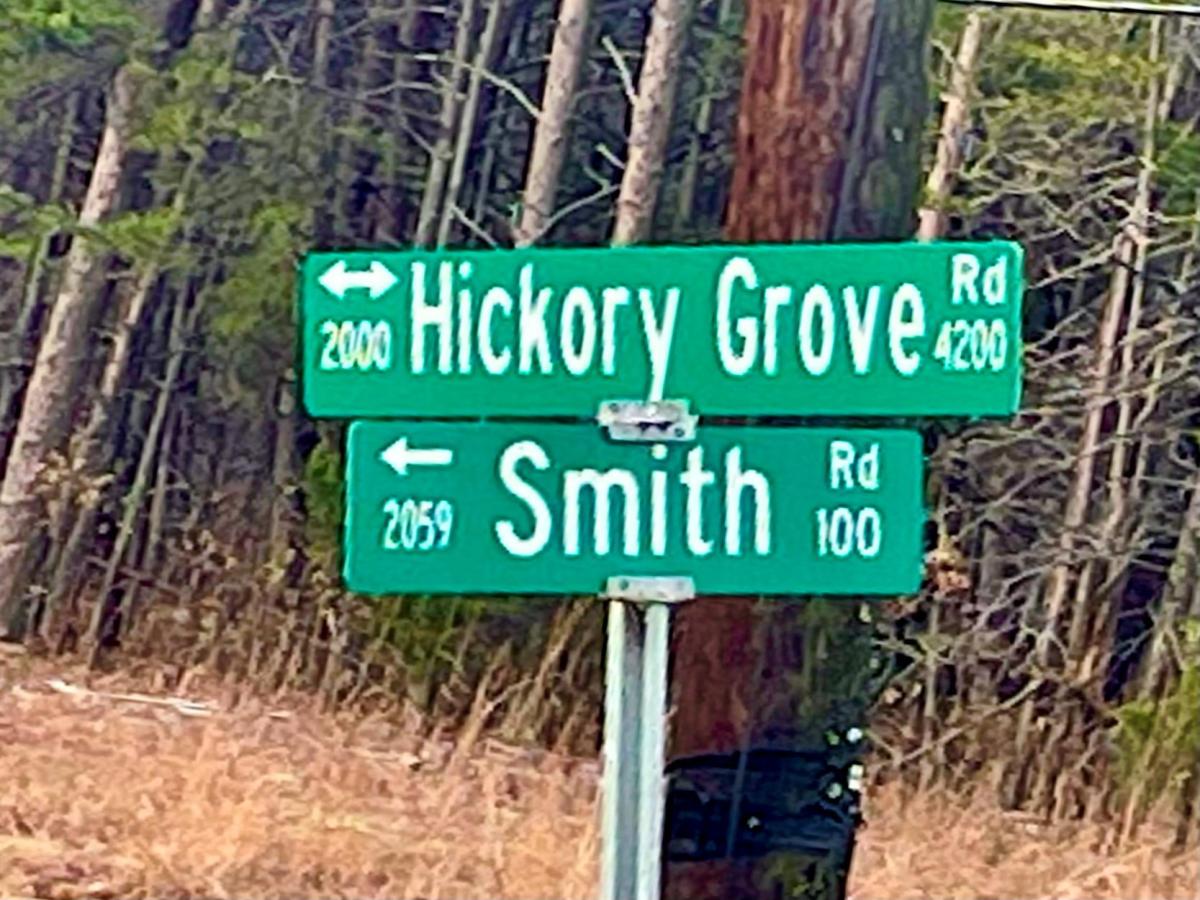 ↔ Hickory Grove Rd
2000 4200
← Smith Rd
2059 100